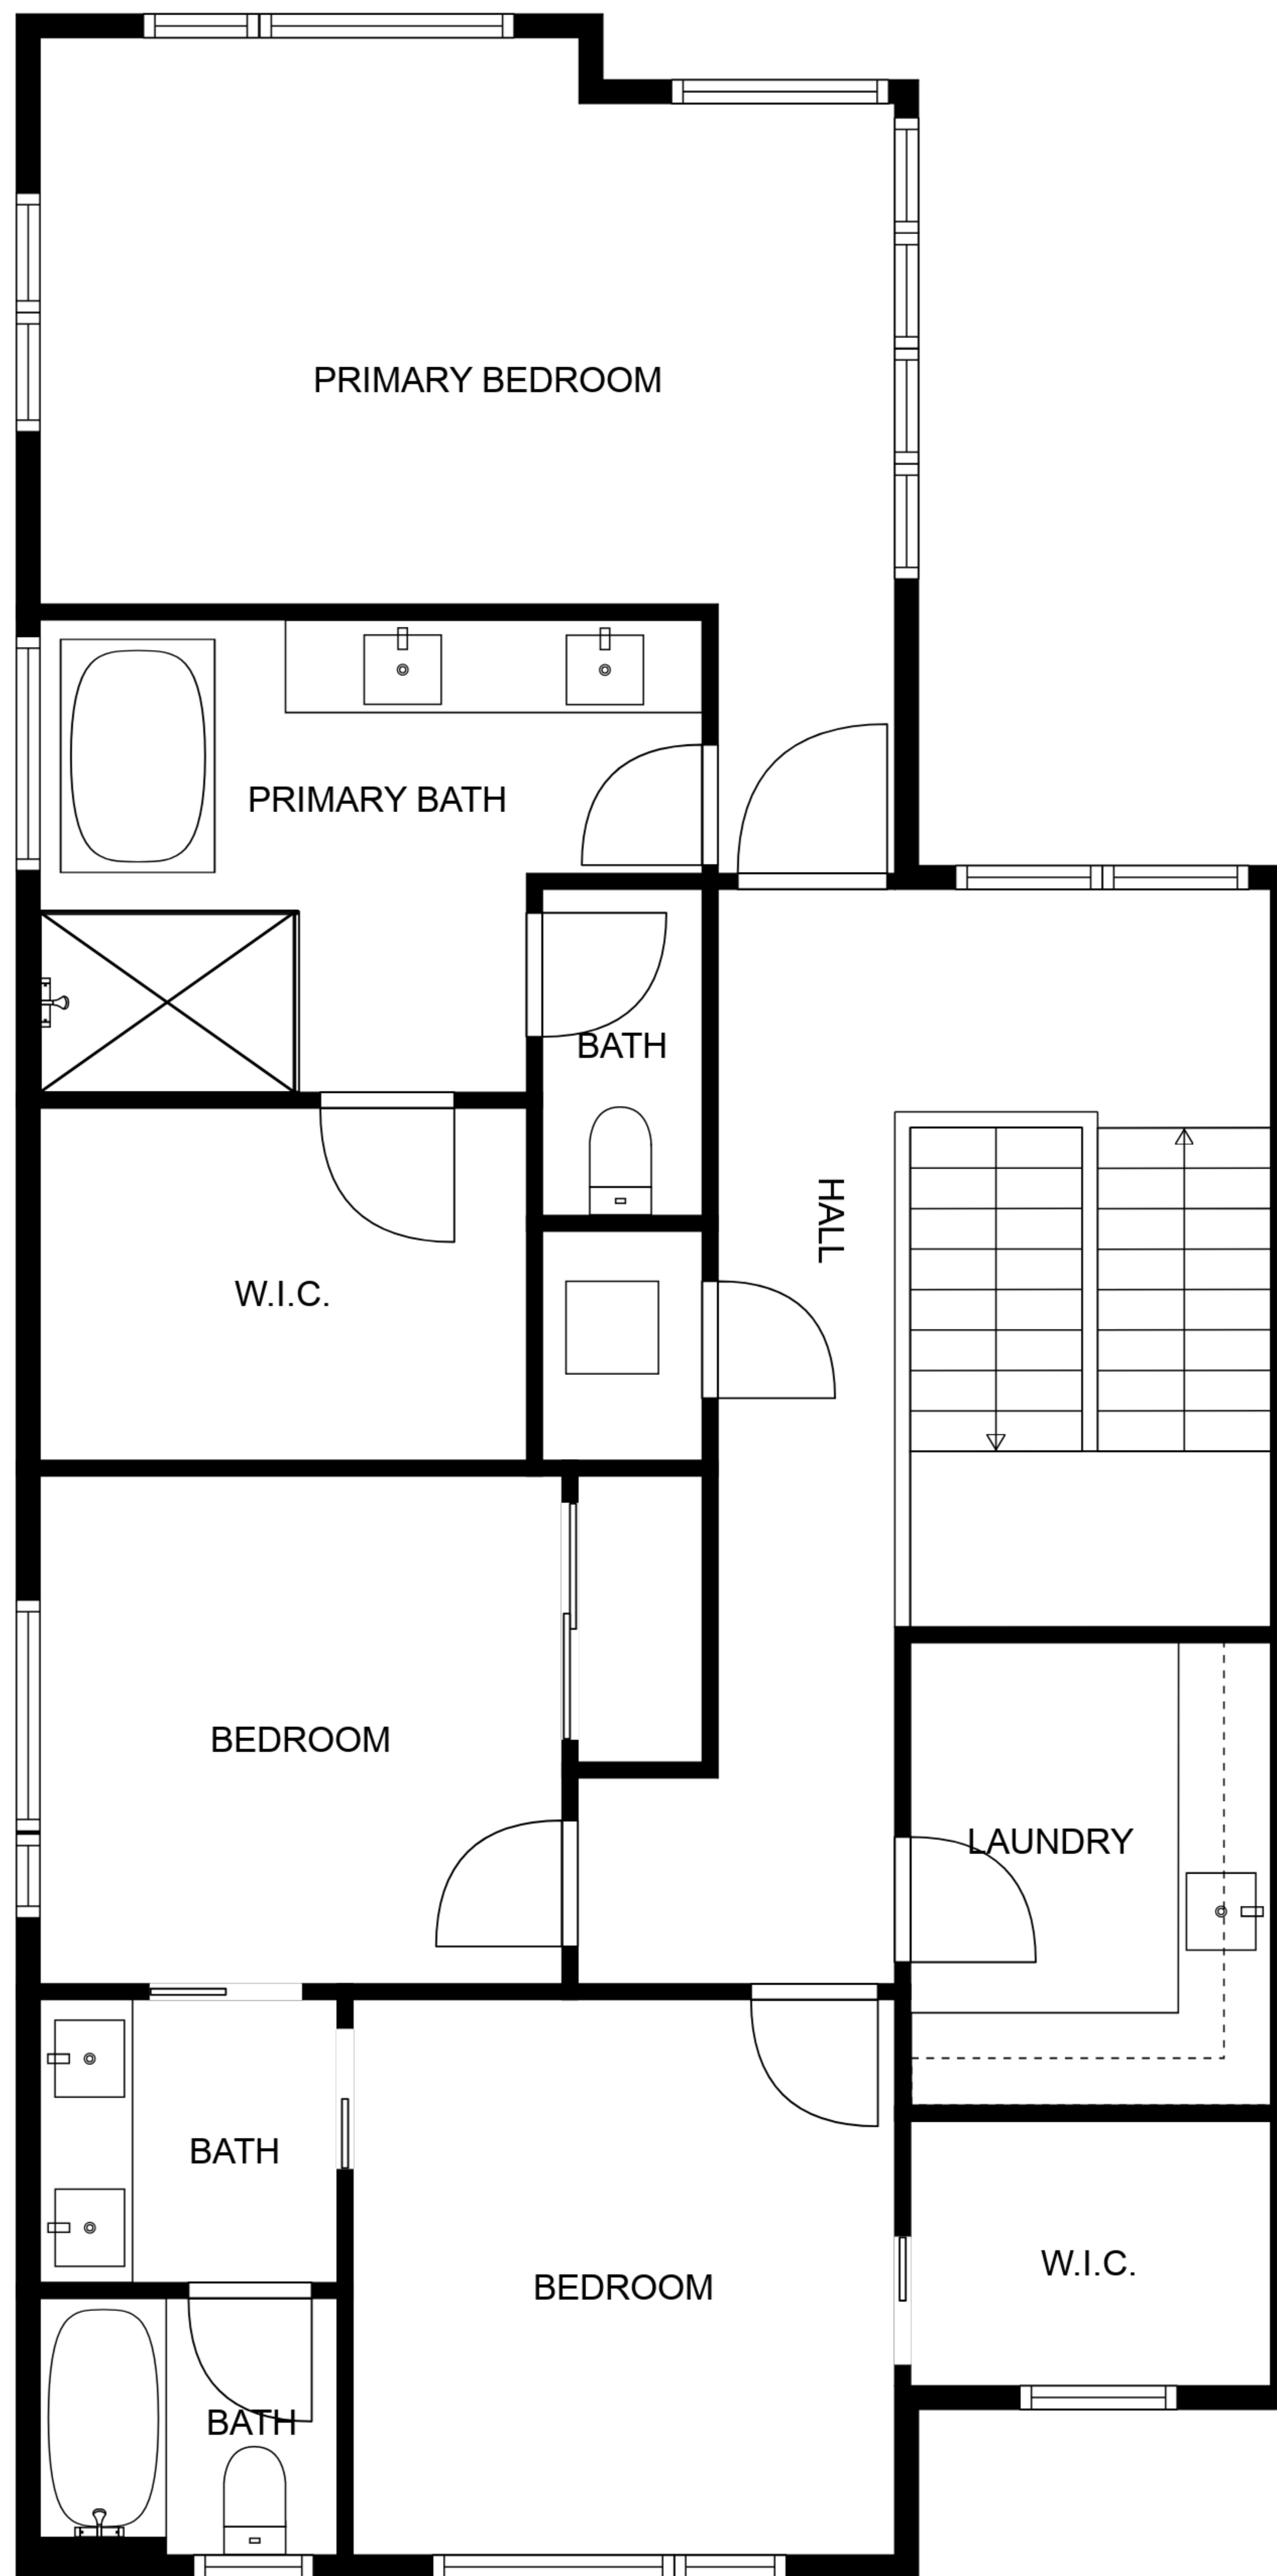 PRIMARY BEDROOM
PRIMARY BATH
BATH
HALL
W.I.C.
BEDROOM
LAUNDRY
BATH
W.I.C.
BEDROOM
BATH